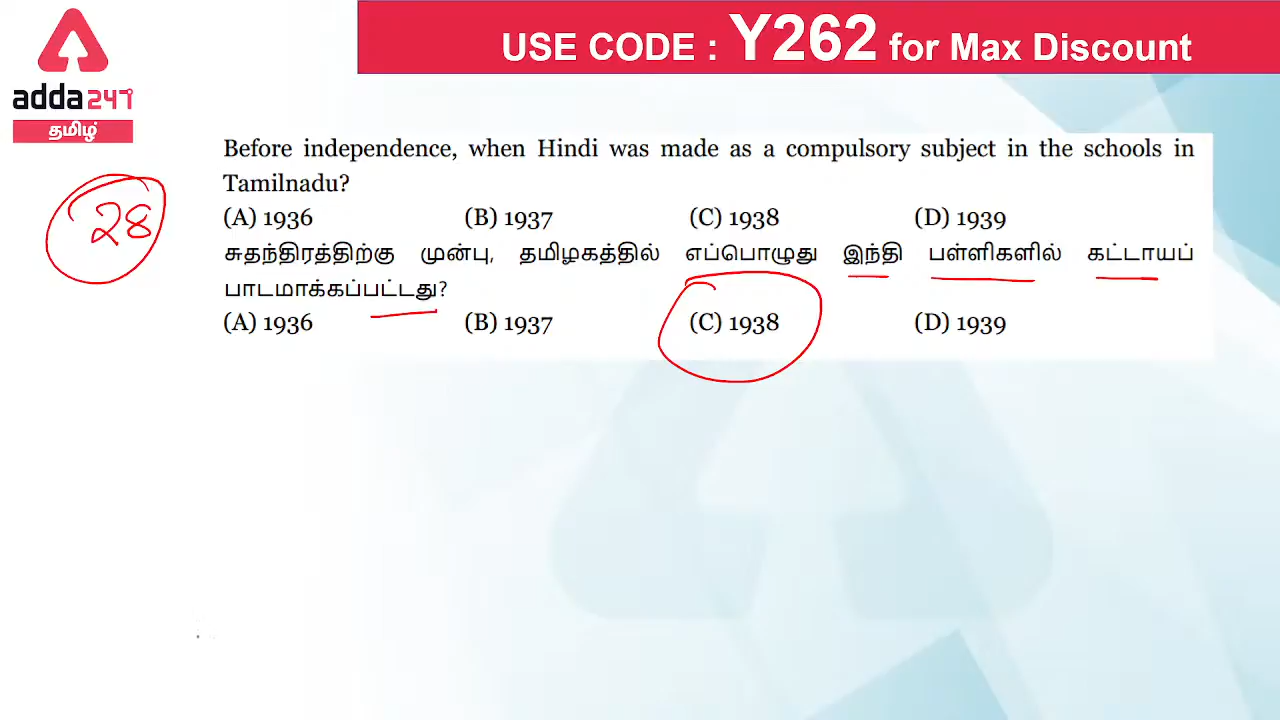 USE CODE : Y262 for Max Discount
adda247
தமிழ்
28
Before independence, when Hindi was made as a compulsory subject in the schools in
Tamilnadu?
(A) 1936 (B) 1937 (C) 1938 (D) 1939
சுதந்திரத்திற்கு முன்பு, தமிழகத்தில் எப்பொழுது இந்தி பள்ளிகளில் கட்டாயப்
பாடமாக்கப்பட்டது?
(A) 1936 (B) 1937 (C) 1938 (D) 1939